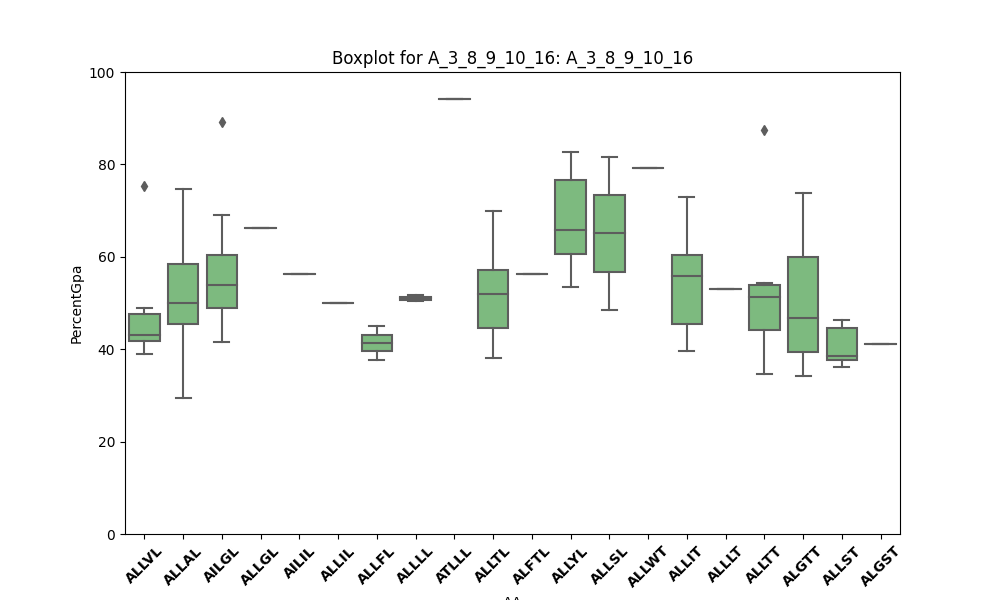 Boxplot for A_3_8_9_10_16: A_3_8_9_10_16
PercentGpa
100
80
60
40
20
0
ALLVL
ALLAL
AILGL
ALLGL
AILIL
ALLIL
ALLFL
ALLLL
ATLLL
ALLTL
ALFTL
ALLYL
ALLSL
ALLWT
ALLIT
ALLLT
ALLTT
ALGTT
ALLST
ALGST
AA